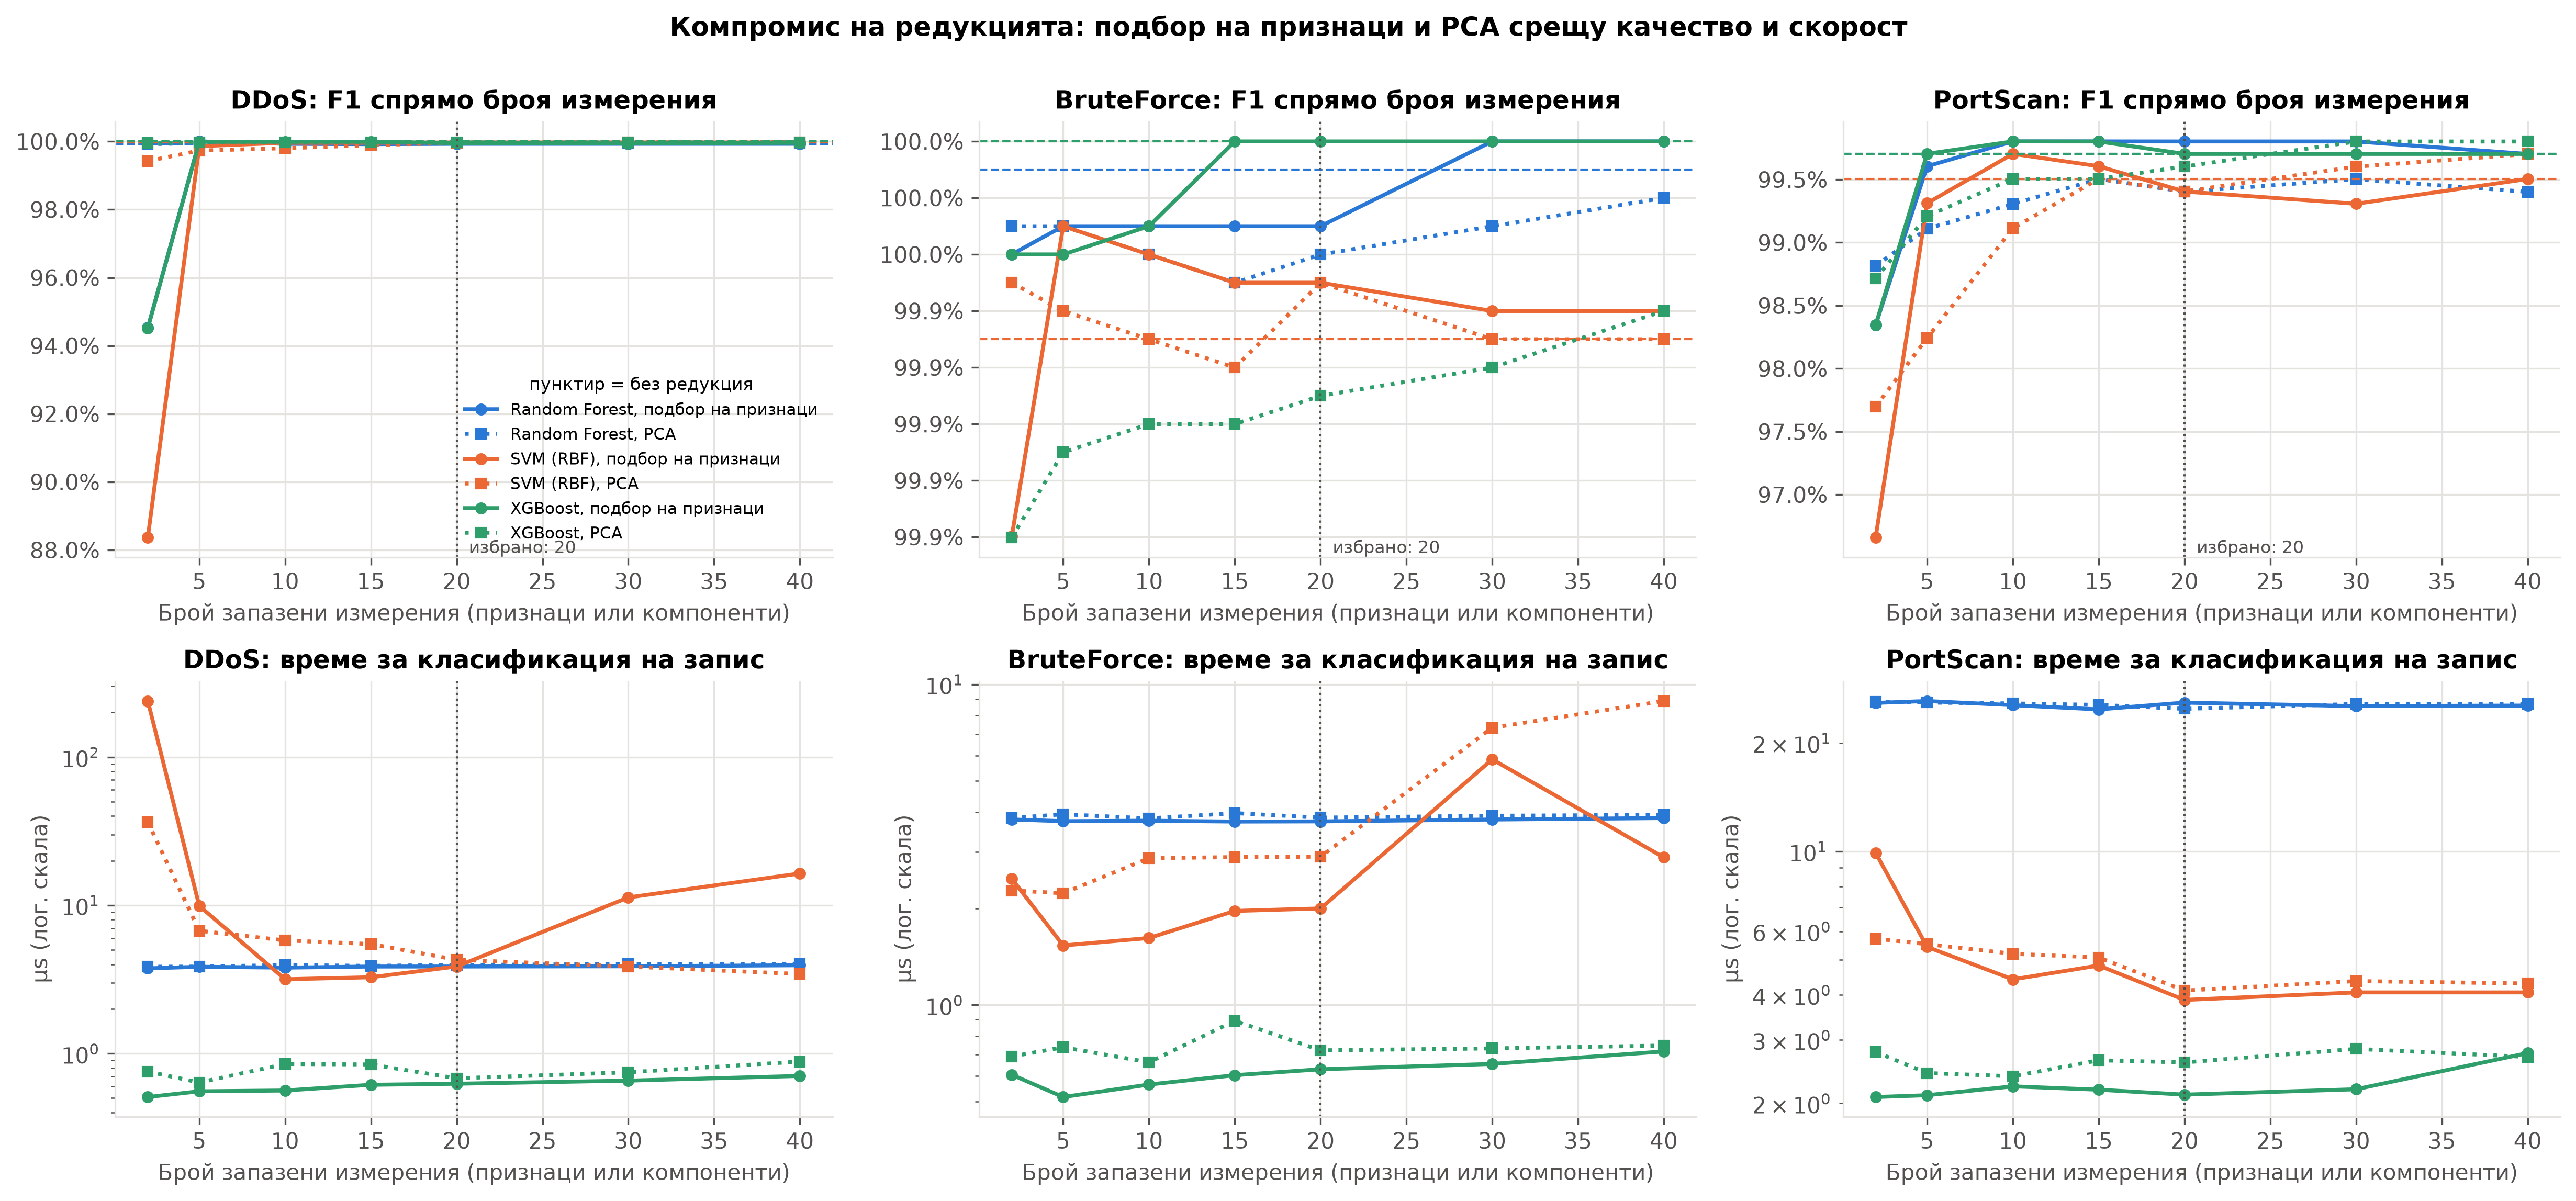 Компромис на редукцията: подбор на признаци и PCA срещу качество и скорост
DDoS: F1 спрямо броя измерения
100.0%
98.0%
96.0%
94.0%
92.0%
90.0%
88.0%
пунктир = без редукция
Random Forest, подбор на признаци
Random Forest, PCA
SVM (RBF), подбор на признаци
SVM (RBF), PCA
XGBoost, подбор на признаци
XGBoost, PCA
избрано: 20
5 10 15 20 25 30 35 40
Брой запазени измерения (признаци или компоненти)
BruteForce: F1 спрямо броя измерения
100.0%
100.0%
100.0%
99.9%
99.9%
99.9%
99.9%
99.9%
избрано: 20
5 10 15 20 25 30 35 40
Брой запазени измерения (признаци или компоненти)
PortScan: F1 спрямо броя измерения
99.5%
99.0%
98.5%
98.0%
97.5%
97.0%
избрано: 20
5 10 15 20 25 30 35 40
Брой запазени измерения (признаци или компоненти)
DDoS: време за класификация на запис
µs (лог. скала)
10²
10¹
10⁰
5 10 15 20 25 30 35 40
Брой запазени измерения (признаци или компоненти)
BruteForce: време за класификация на запис
µs (лог. скала)
10¹
10⁰
5 10 15 20 25 30 35 40
Брой запазени измерения (признаци или компоненти)
PortScan: време за класификация на запис
µs (лог. скала)
2 × 10¹
10¹
6 × 10⁰
4 × 10⁰
3 × 10⁰
2 × 10⁰
5 10 15 20 25 30 35 40
Брой запазени измерения (признаци или компоненти)